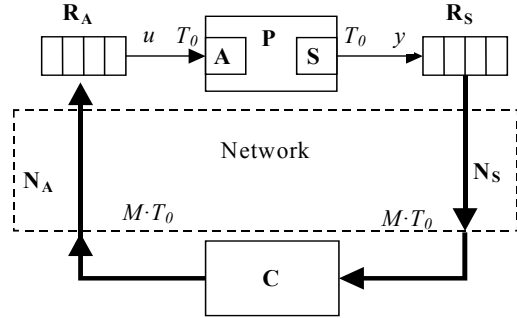 R_A
R_S
u
T_0
P
T_0
y
A
S
Network
N_A
N_S
M·T_0
M·T_0
C